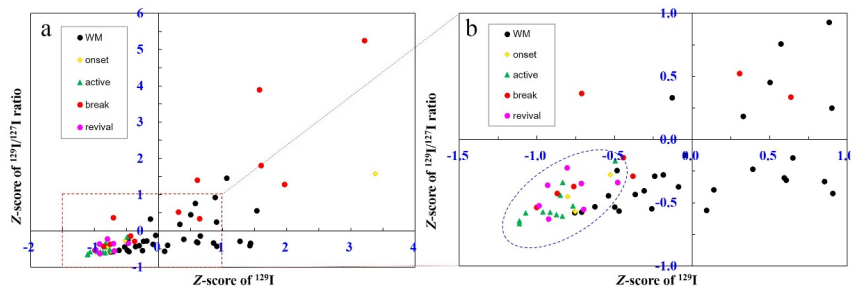 a
WM
onset
active
break
revival
6
5
4
3
2
1
0
-1
-2 -1 0 1 2 3 4
Z-score of ¹²⁹I/¹²⁷I ratio
Z-score of ¹²⁹I
b
WM
onset
active
break
revival
1.0
0.5
0.0
-0.5
-1.0
-1.5 -1.0 -0.5 0.0 0.5 1.0
Z-score of ¹²⁹I/¹²⁷I ratio
Z-score of ¹²⁹I